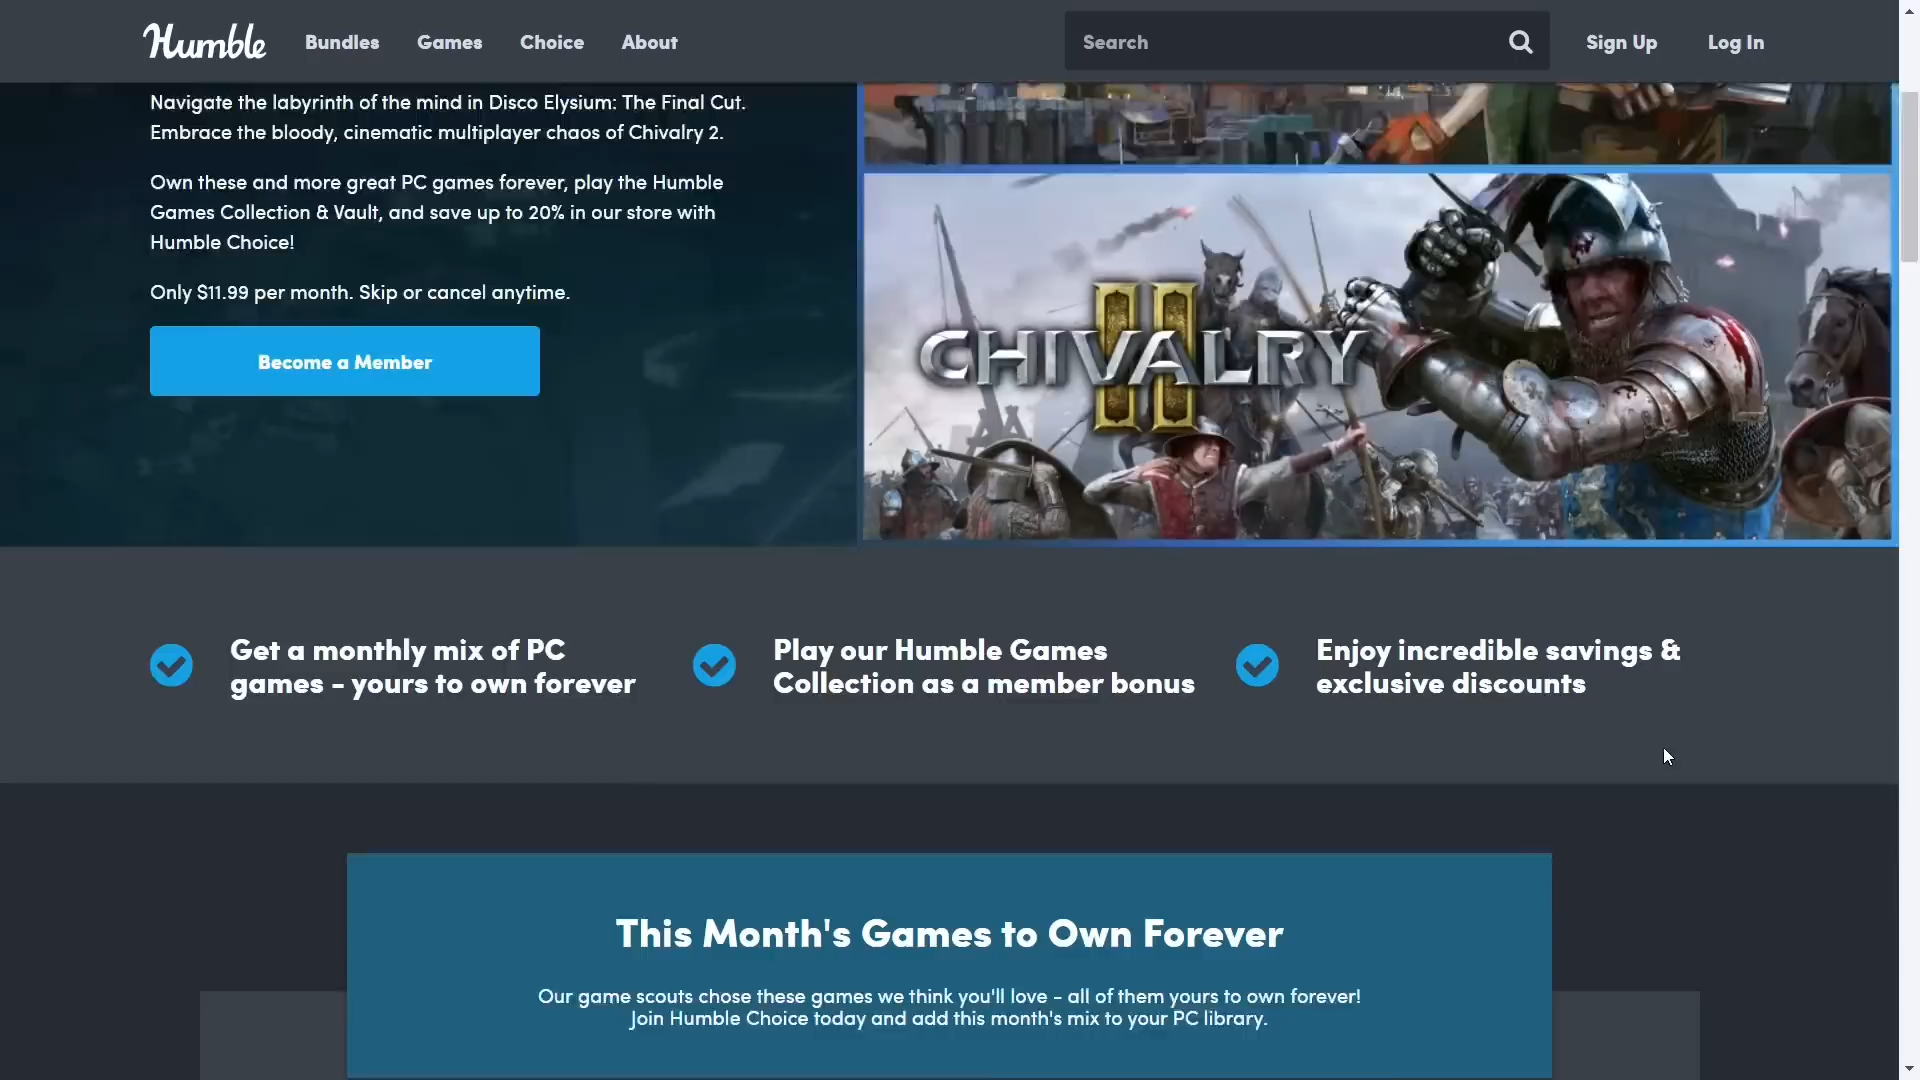 Humble
Bundles
Games
Choice
About
Search
Sign Up
Log In
Navigate the labyrinth of the mind in Disco Elysium: The Final Cut.
Embrace the bloody, cinematic multiplayer chaos of Chivalry 2.
Own these and more great PC games forever, play the Humble
Games Collection & Vault, and save up to 20% in our store with
Humble Choice!
Only $11.99 per month. Skip or cancel anytime.
Become a Member
CHIVALRY
II
Get a monthly mix of PC
games - yours to own forever
Play our Humble Games
Collection as a member bonus
Enjoy incredible savings &
exclusive discounts
This Month's Games to Own Forever
Our game scouts chose these games we think you'll love - all of them yours to own forever!
Join Humble Choice today and add this month's mix to your PC library.